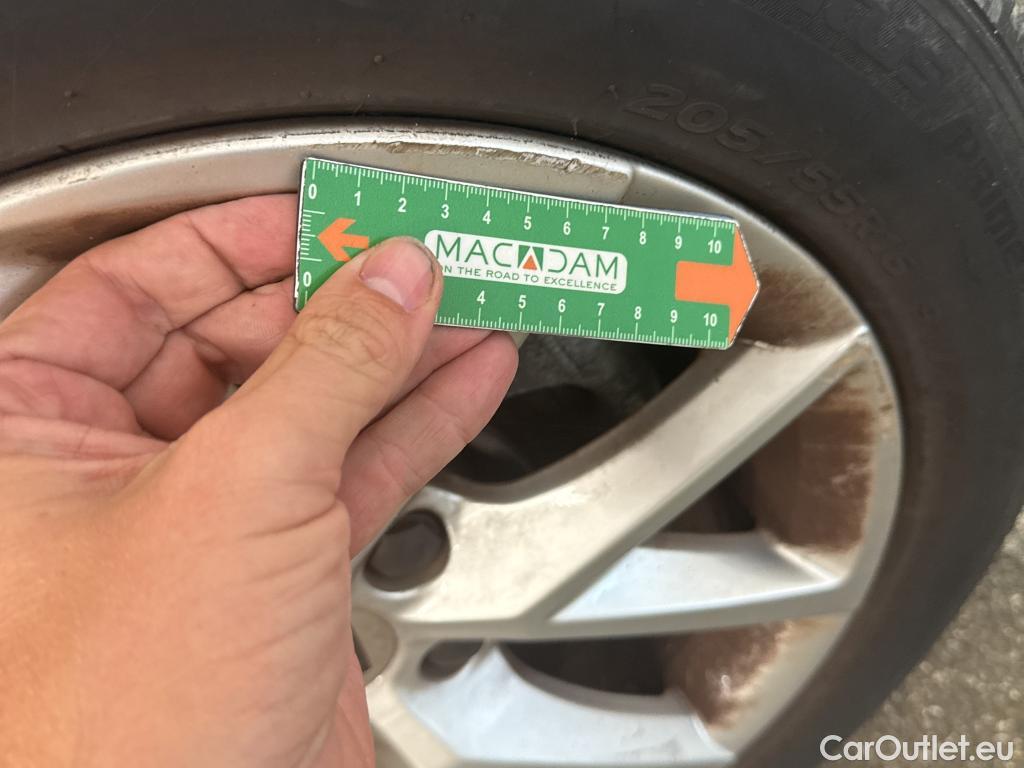 205/55R16
0 1 2 3 4 5 6 7 8 9 10
MACADAM
ON THE ROAD TO EXCELLENCE
0 4 5 6 7 8 9 10
CarOutlet.eu